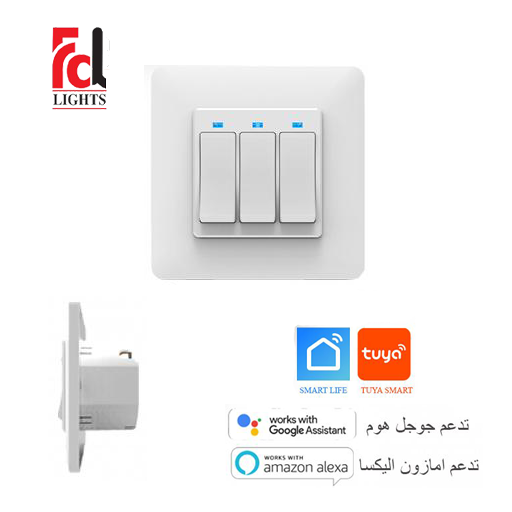 rdl
LIGHTS
tuya
SMART LIFE
TUYA SMART
works with
Google Assistant
تدعم جوجل هوم
WORKS WITH
amazon alexa
تدعم امازون اليكسا